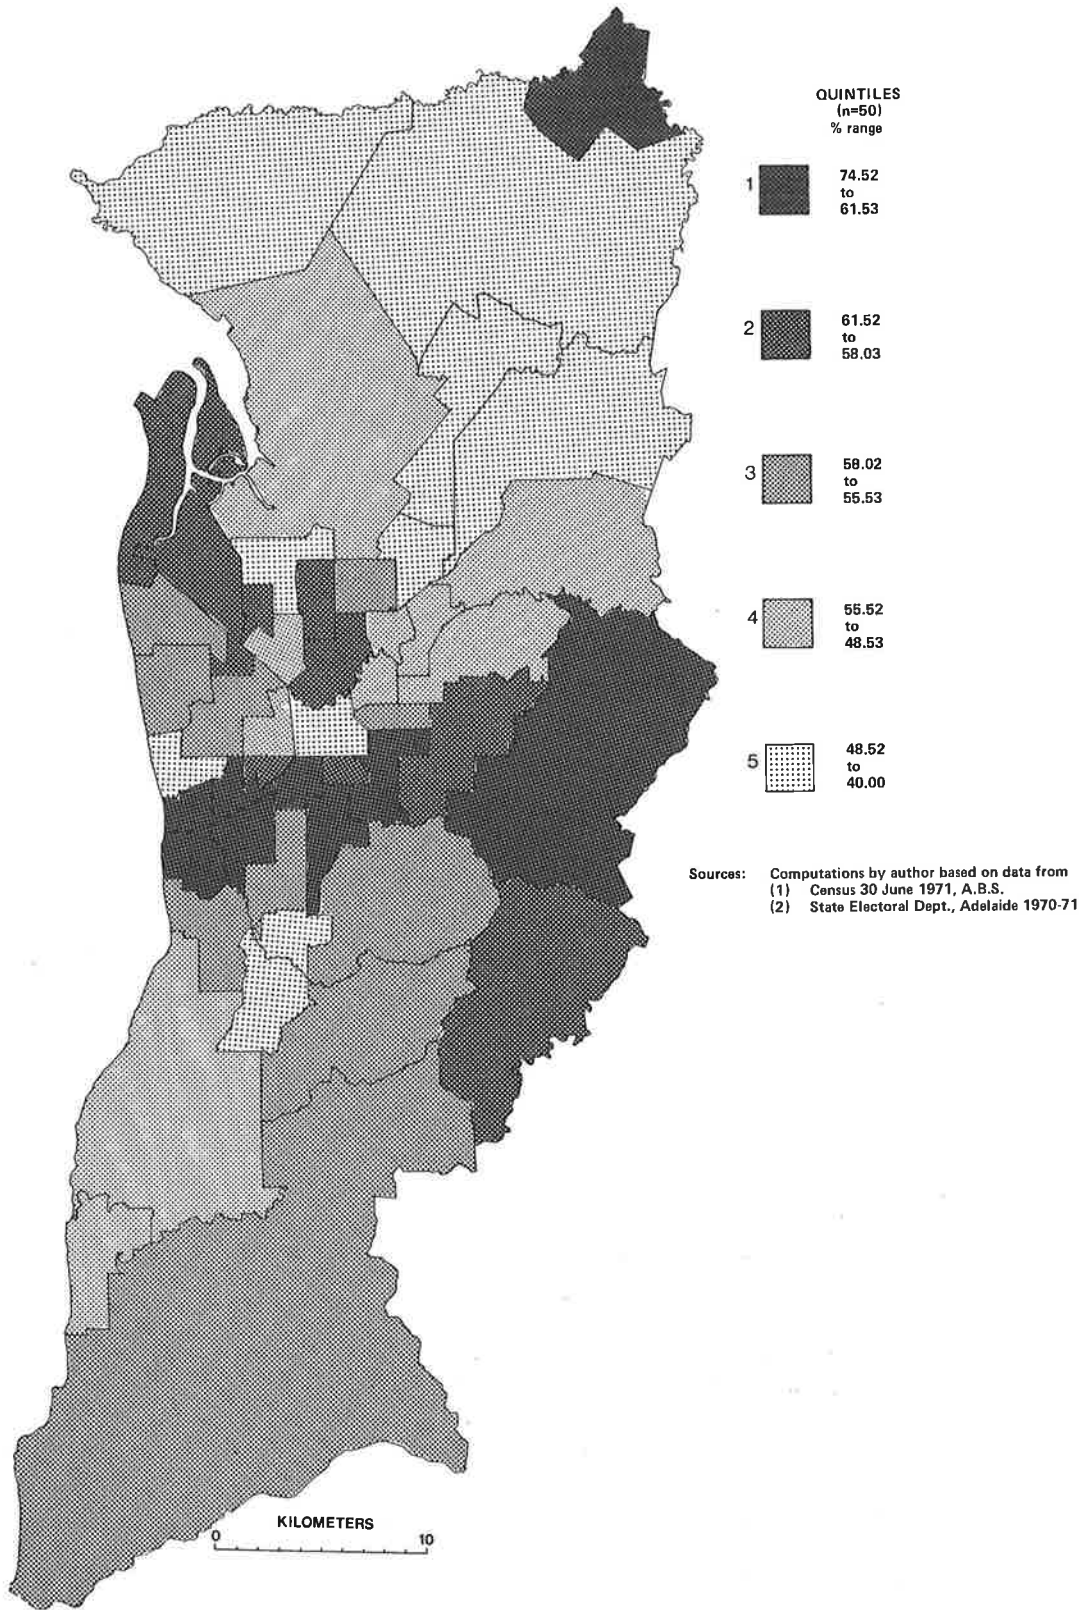 QUINTILES
(n=50)
% range
1
74.52
to
61.53
2
61.52
to
58.03
3
58.02
to
55.53
4
55.52
to
48.53
5
48.52
to
40.00
Sources: Computations by author based on data from
(1) Census 30 June 1971, A.B.S.
(2) State Electoral Dept., Adelaide 1970-71
KILOMETERS
0 10